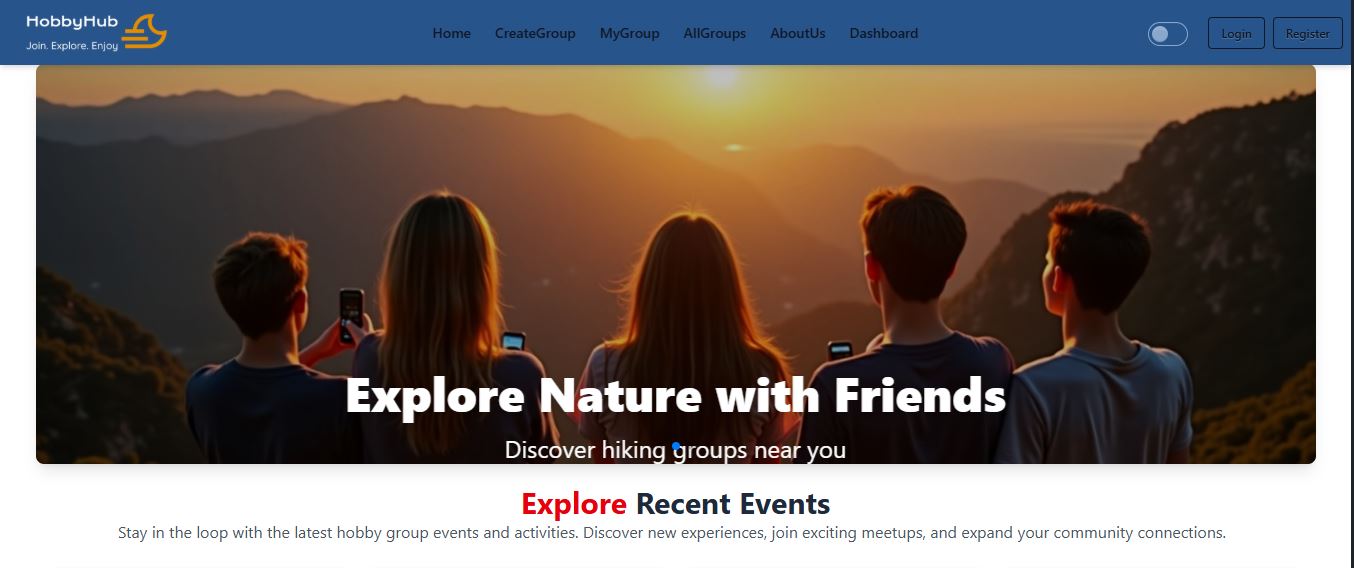 HobbyHub
Join. Explore. Enjoy
Home CreateGroup MyGroup AllGroups AboutUs Dashboard Login Register
Explore Nature with Friends
Discover hiking groups near you
Explore Recent Events
Stay in the loop with the latest hobby group events and activities. Discover new experiences, join exciting meetups, and expand your community connections.